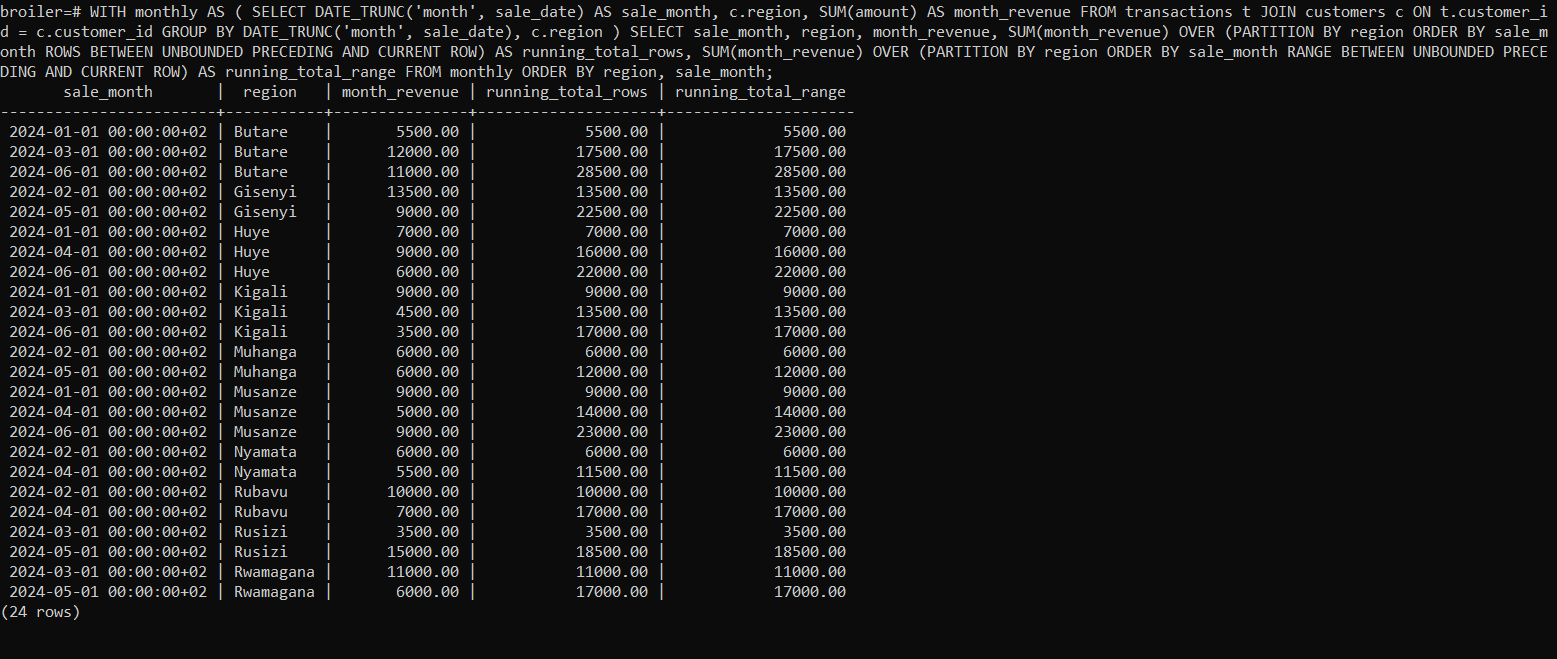 broiler=# WITH monthly AS ( SELECT DATE_TRUNC('month', sale_date) AS sale_month, c.region, SUM(amount) AS month_revenue FROM transactions t JOIN customers c ON t.customer_i
d = c.customer_id GROUP BY DATE_TRUNC('month', sale_date), c.region ) SELECT sale_month, region, month_revenue, SUM(month_revenue) OVER (PARTITION BY region ORDER BY sale_m
onth ROWS BETWEEN UNBOUNDED PRECEDING AND CURRENT ROW) AS running_total_rows, SUM(month_revenue) OVER (PARTITION BY region ORDER BY sale_month RANGE BETWEEN UNBOUNDED PRECE
DING AND CURRENT ROW) AS running_total_range FROM monthly ORDER BY region, sale_month;
       sale_month       |  region   | month_revenue | running_total_rows | running_total_range
------------------------+-----------+---------------+--------------------+---------------------
 2024-01-01 00:00:00+02 | Butare    |       5500.00 |            5500.00 |             5500.00
 2024-03-01 00:00:00+02 | Butare    |      12000.00 |           17500.00 |            17500.00
 2024-06-01 00:00:00+02 | Butare    |      11000.00 |           28500.00 |            28500.00
 2024-02-01 00:00:00+02 | Gisenyi   |      13500.00 |           13500.00 |            13500.00
 2024-05-01 00:00:00+02 | Gisenyi   |       9000.00 |           22500.00 |            22500.00
 2024-01-01 00:00:00+02 | Huye      |       7000.00 |            7000.00 |             7000.00
 2024-04-01 00:00:00+02 | Huye      |       9000.00 |           16000.00 |            16000.00
 2024-06-01 00:00:00+02 | Huye      |       6000.00 |           22000.00 |            22000.00
 2024-01-01 00:00:00+02 | Kigali    |       9000.00 |            9000.00 |             9000.00
 2024-03-01 00:00:00+02 | Kigali    |       4500.00 |           13500.00 |            13500.00
 2024-06-01 00:00:00+02 | Kigali    |       3500.00 |           17000.00 |            17000.00
 2024-02-01 00:00:00+02 | Muhanga   |       6000.00 |            6000.00 |             6000.00
 2024-05-01 00:00:00+02 | Muhanga   |       6000.00 |           12000.00 |            12000.00
 2024-01-01 00:00:00+02 | Musanze   |       9000.00 |            9000.00 |             9000.00
 2024-04-01 00:00:00+02 | Musanze   |       5000.00 |           14000.00 |            14000.00
 2024-06-01 00:00:00+02 | Musanze   |       9000.00 |           23000.00 |            23000.00
 2024-02-01 00:00:00+02 | Nyamata   |       6000.00 |            6000.00 |             6000.00
 2024-04-01 00:00:00+02 | Nyamata   |       5500.00 |           11500.00 |            11500.00
 2024-02-01 00:00:00+02 | Rubavu    |      10000.00 |           10000.00 |            10000.00
 2024-04-01 00:00:00+02 | Rubavu    |       7000.00 |           17000.00 |            17000.00
 2024-03-01 00:00:00+02 | Rusizi    |       3500.00 |            3500.00 |             3500.00
 2024-05-01 00:00:00+02 | Rusizi    |      15000.00 |           18500.00 |            18500.00
 2024-03-01 00:00:00+02 | Rwamagana |      11000.00 |           11000.00 |            11000.00
 2024-05-01 00:00:00+02 | Rwamagana |       6000.00 |           17000.00 |            17000.00
(24 rows)